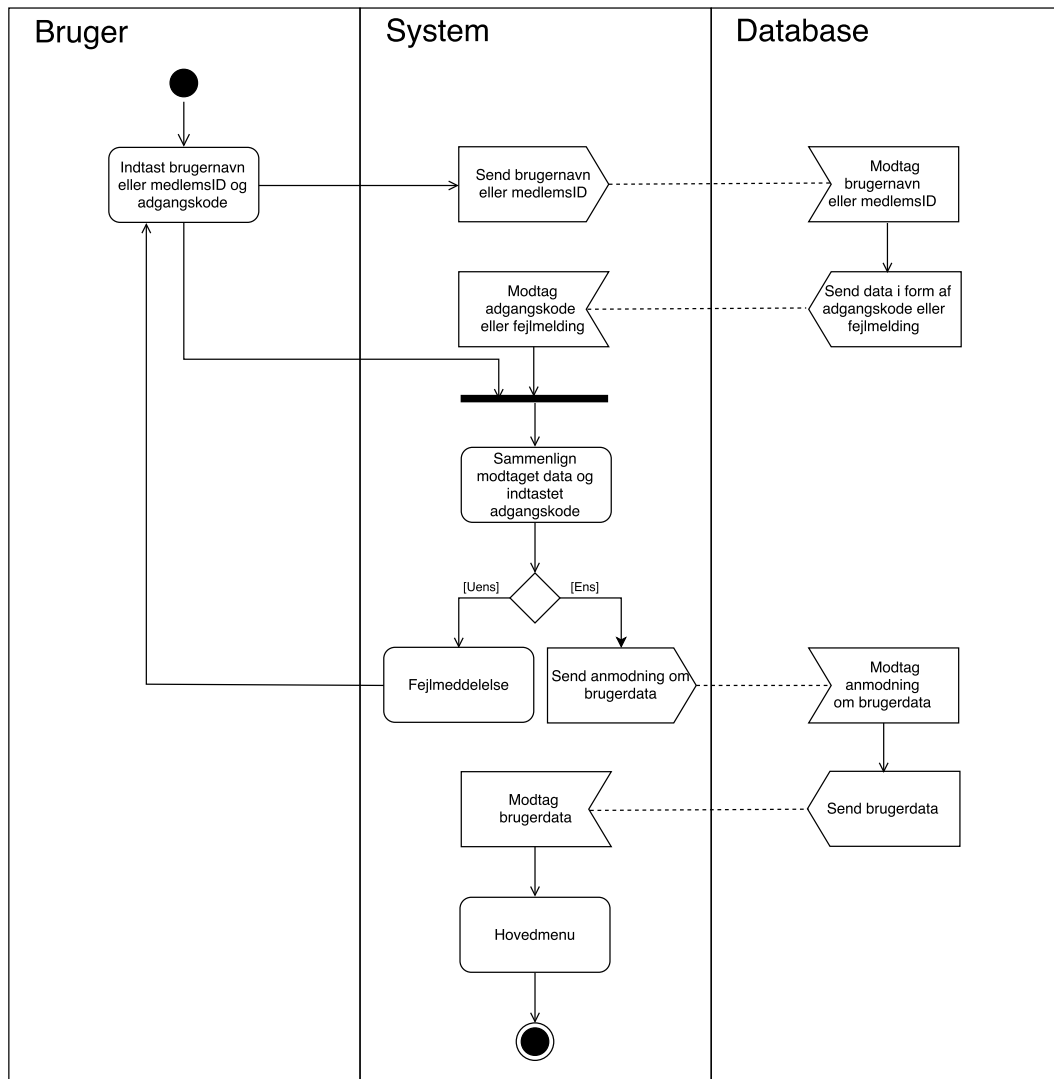 Bruger
System
Database
Indtast brugernavn
eller medlemsID og
adgangskode
Send brugernavn
eller medlemsID
Modtag
brugernavn
eller medlemsID
Modtag
adgangskode
eller fejlmelding
Send data i form af
adgangskode eller
fejlmelding
Sammenlign
modtaget data og
indtastet
adgangskode
[Uens]
[Ens]
Fejlmeddelelse
Send anmodning om
brugerdata
Modtag
anmodning
om brugerdata
Modtag
brugerdata
Send brugerdata
Hovedmenu